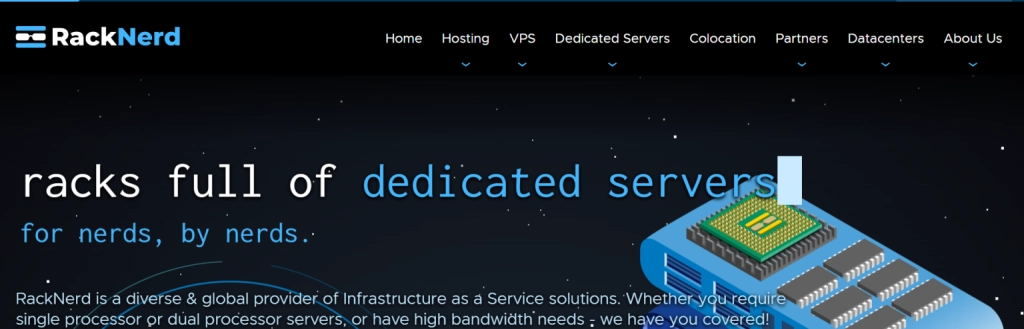 RackNerd
Home Hosting VPS Dedicated Servers Colocation Partners Datacenters About Us
racks full of dedicated servers
for nerds, by nerds.
RackNerd is a diverse & global provider of Infrastructure as a Service solutions. Whether you require
single processor or dual processor servers, or have high bandwidth needs - we have you covered!